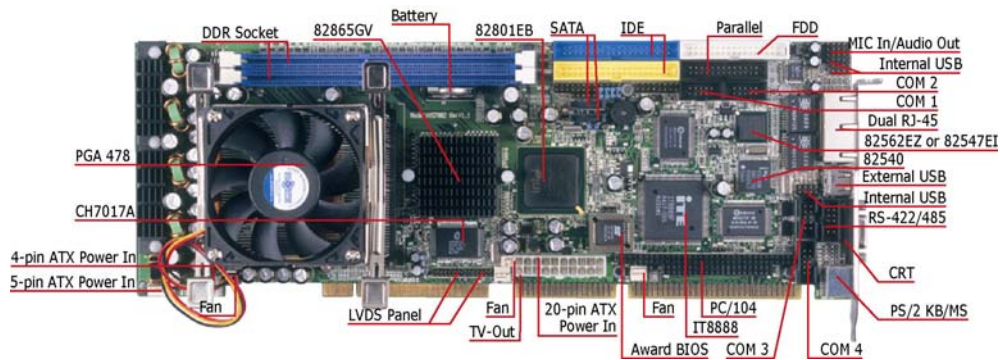 Battery
DDR Socket
82865GV
82801EB
SATA
IDE
Parallel
FDD
MIC In/Audio Out
Internal USB
COM 2
COM 1
Dual RJ-45
82562EZ or 82547EI
82540
External USB
Internal USB
RS-422/485
CRT
PS/2 KB/MS
PGA 478
CH7017A
4-pin ATX Power In
5-pin ATX Power In
Fan
LVDS Panel
Fan
TV-Out
20-pin ATX
Power In
Award BIOS
Fan
PC/104
IT8888
COM 3
COM 4
iTE